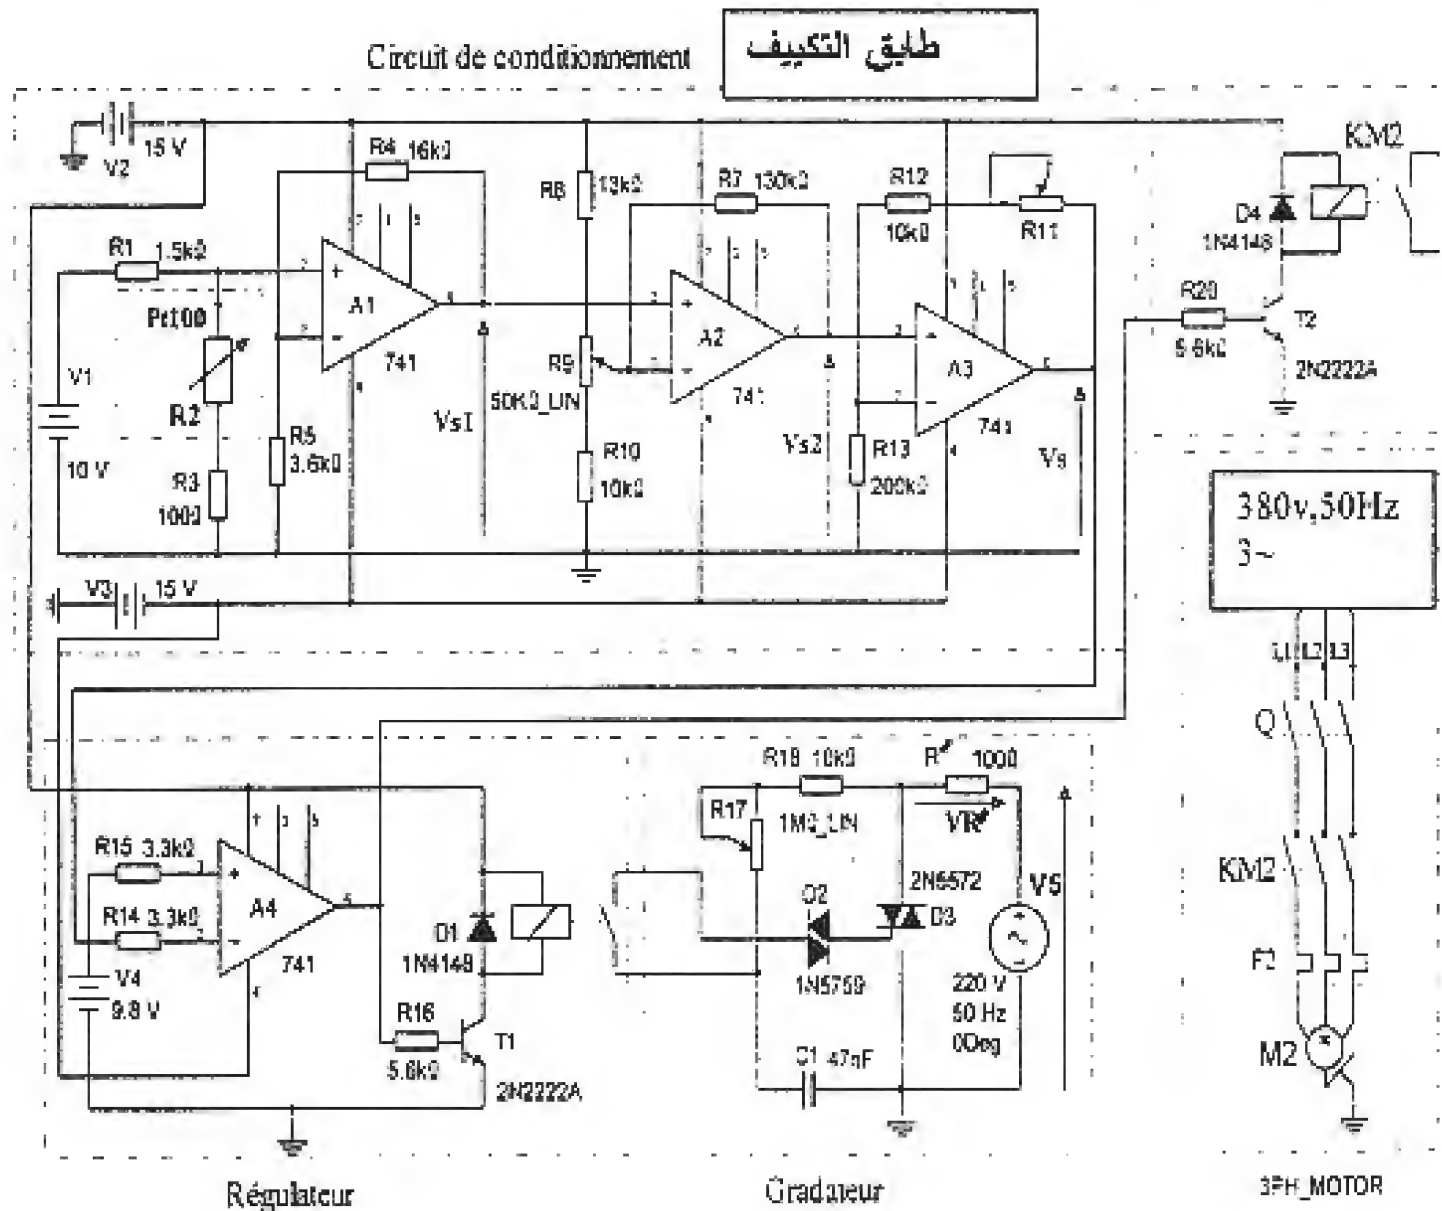 Circuit de conditionnement
طابق التكييف
15 V
V2
R4 16kΩ
R8 13kΩ
R7 130kΩ
R12
10kΩ
R11
KM2
D4
1N4148
R1 1.5kΩ
Pt100
R2
V1
10 V
R3
100Ω
R5
3.6kΩ
A1
741
Vs1
R9
50KΩ_LIN
R10
10kΩ
A2
741
Vs2
R13
200kΩ
A3
741
Vs
R20
5.6kΩ
T2
2N2222A
V3 15 V
380v,50Hz
3~
L1 L2 L3
Q
KM2
F2
M2
3PH_MOTOR
R15 3.3kΩ
R14 3.3kΩ
A4
741
V4
9.8 V
D1
1N4148
R16
5.6kΩ
T1
2N2222A
R18 10kΩ
R 100Ω
R17
1MΩ_LIN
VR
2N5572
D2
D3
1N5759
V5
220 V
50 Hz
0Deg
C1 47nF
Régulateur
Gradateur